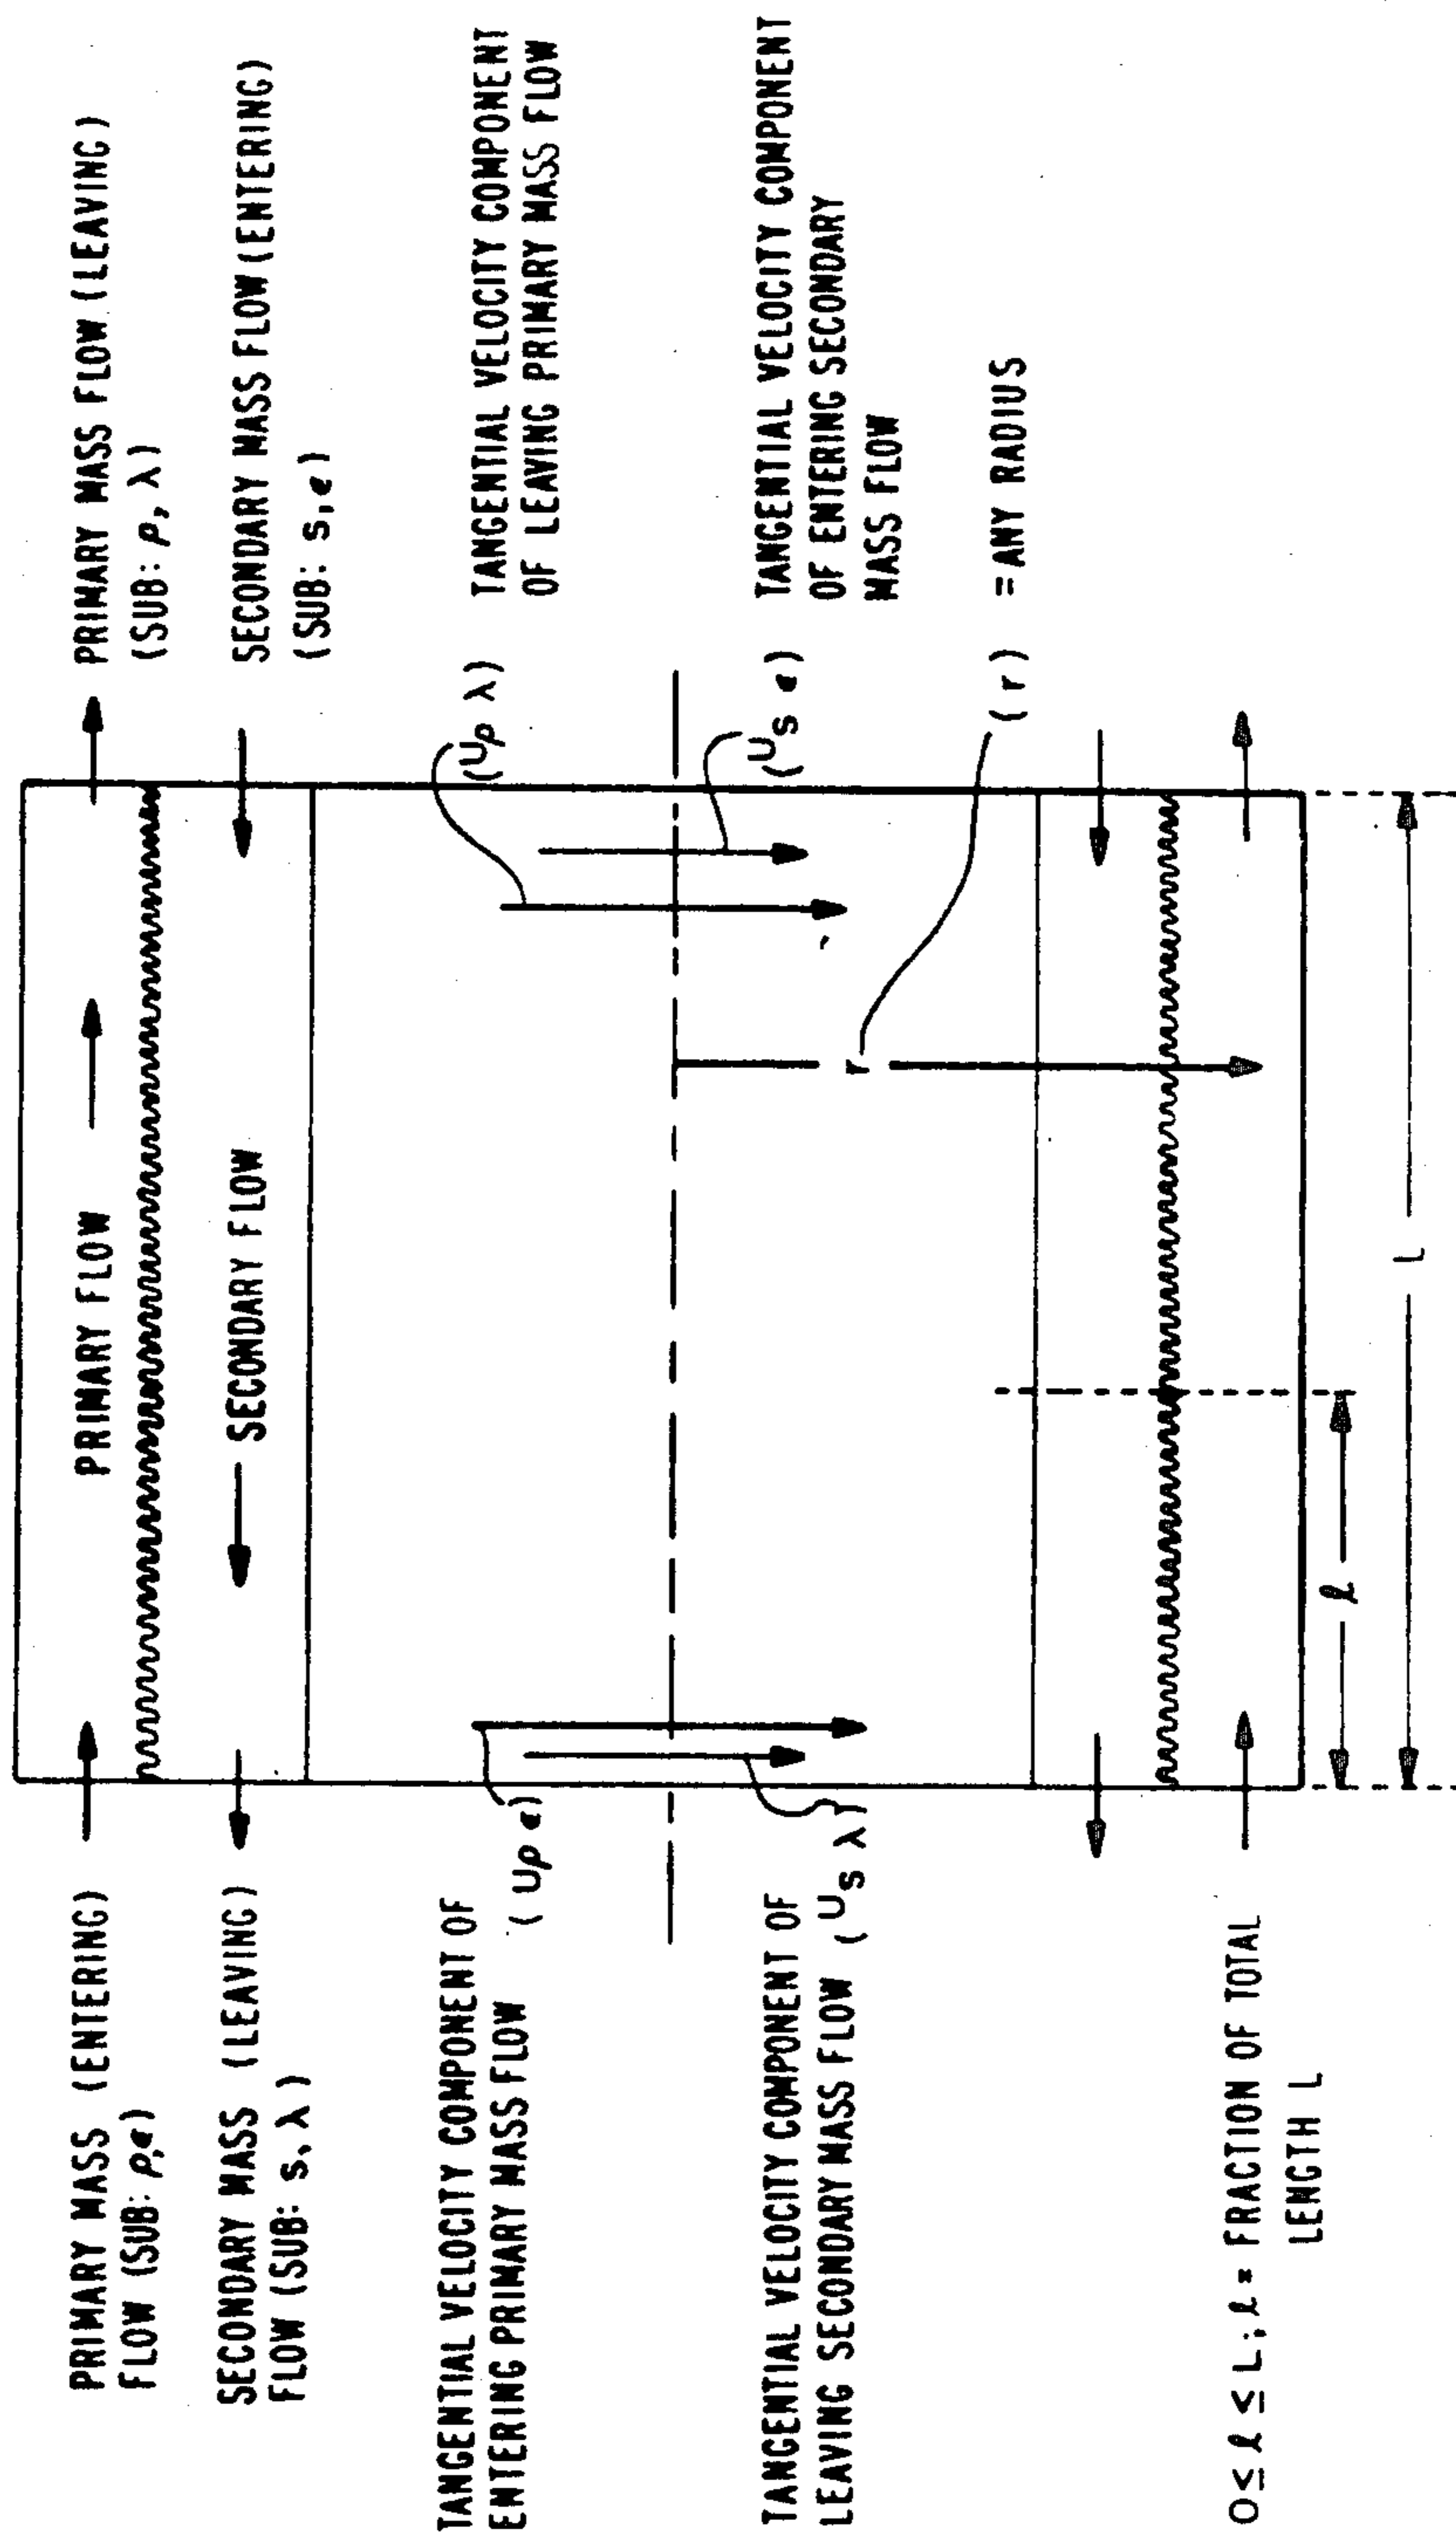 PRIMARY MASS (ENTERING)
FLOW (SUB: ρ,e)
SECONDARY MASS (LEAVING)
FLOW (SUB: s, λ)
TANGENTIAL VELOCITY COMPONENT OF
ENTERING PRIMARY MASS FLOW
(Uρ e)
TANGENTIAL VELOCITY COMPONENT OF
LEAVING SECONDARY MASS FLOW (Us λ)
O ≤ ℓ ≤ L; ℓ = FRACTION OF TOTAL
LENGTH L
PRIMARY FLOW
SECONDARY FLOW
r
ℓ
L
PRIMARY MASS FLOW (LEAVING)
(SUB: ρ, λ)
SECONDARY MASS FLOW (ENTERING)
(SUB: s, e)
(Uρ λ) TANGENTIAL VELOCITY COMPONENT
OF LEAVING PRIMARY MASS FLOW
(Us e) TANGENTIAL VELOCITY COMPONENT
OF ENTERING SECONDARY
MASS FLOW
(r) = ANY RADIUS